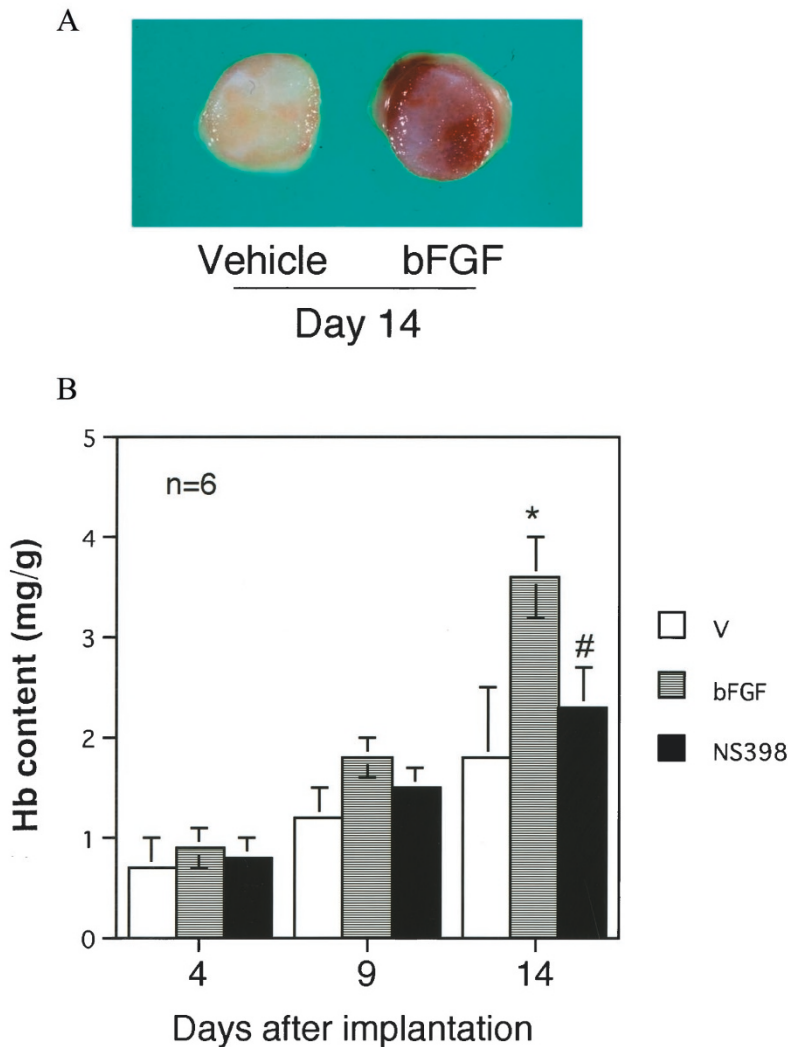 A
Vehicle bFGF
Day 14
B
Hb content (mg/g)
5
4
3
2
1
0
n=6
*
#
V
bFGF
NS398
4 9 14
Days after implantation